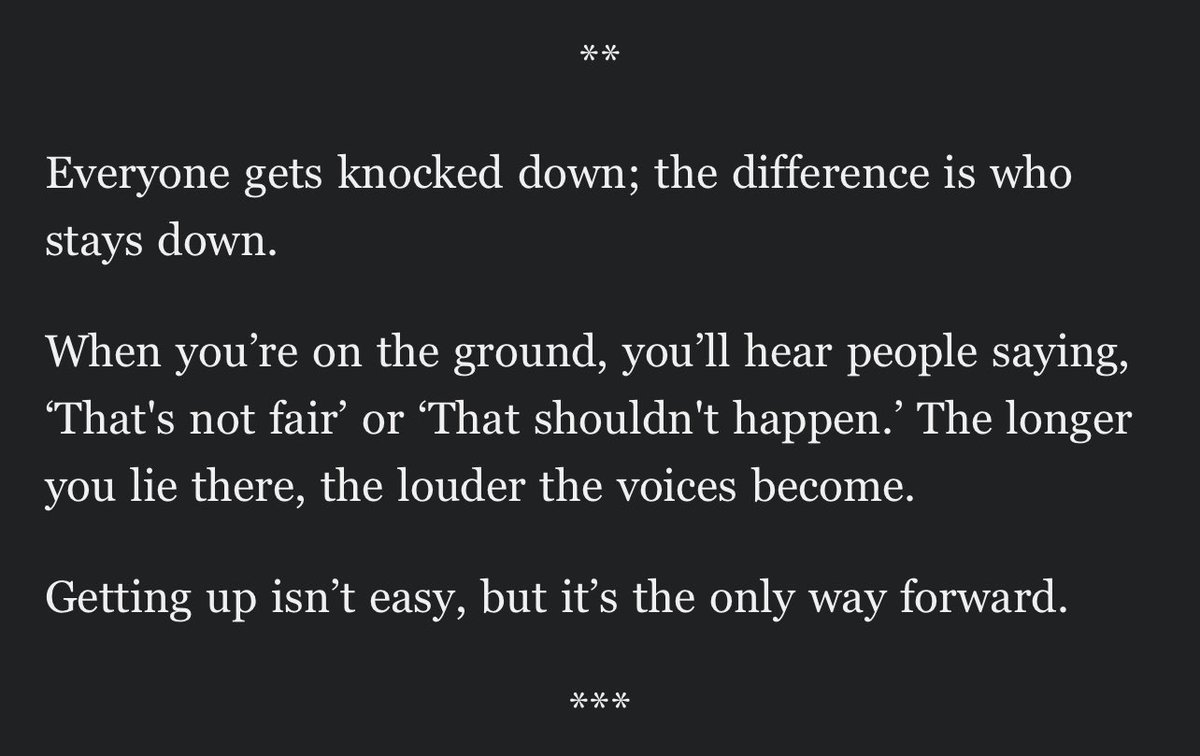 **
Everyone gets knocked down; the difference is who
stays down.
When you’re on the ground, you’ll hear people saying,
‘That's not fair’ or ‘That shouldn't happen.’ The longer
you lie there, the louder the voices become.
Getting up isn’t easy, but it’s the only way forward.
***